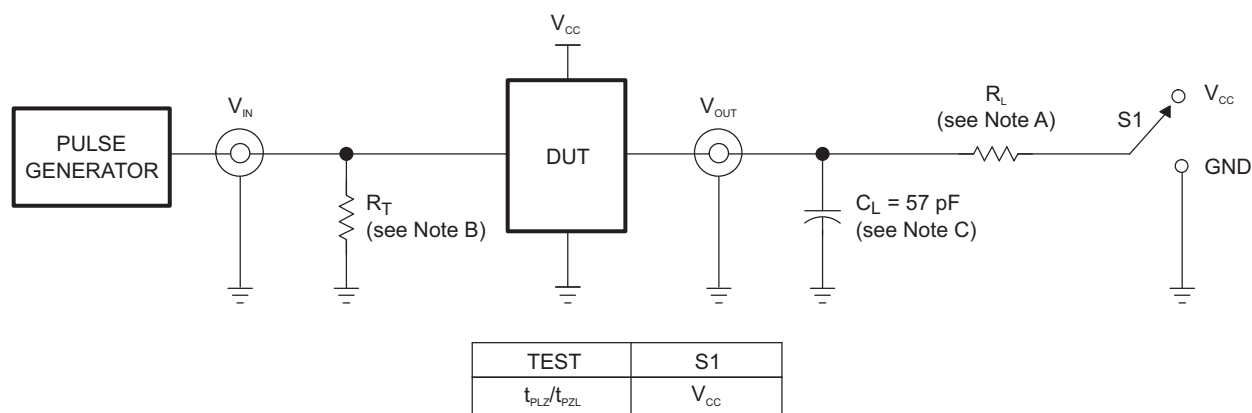 V_CC
V_IN
V_OUT
R_L
(see Note A)
S1
V_CC
PULSE
GENERATOR
DUT
GND
R_T
(see Note B)
C_L = 57 pF
(see Note C)
TEST S1
t_PLZ/t_PZL V_CC